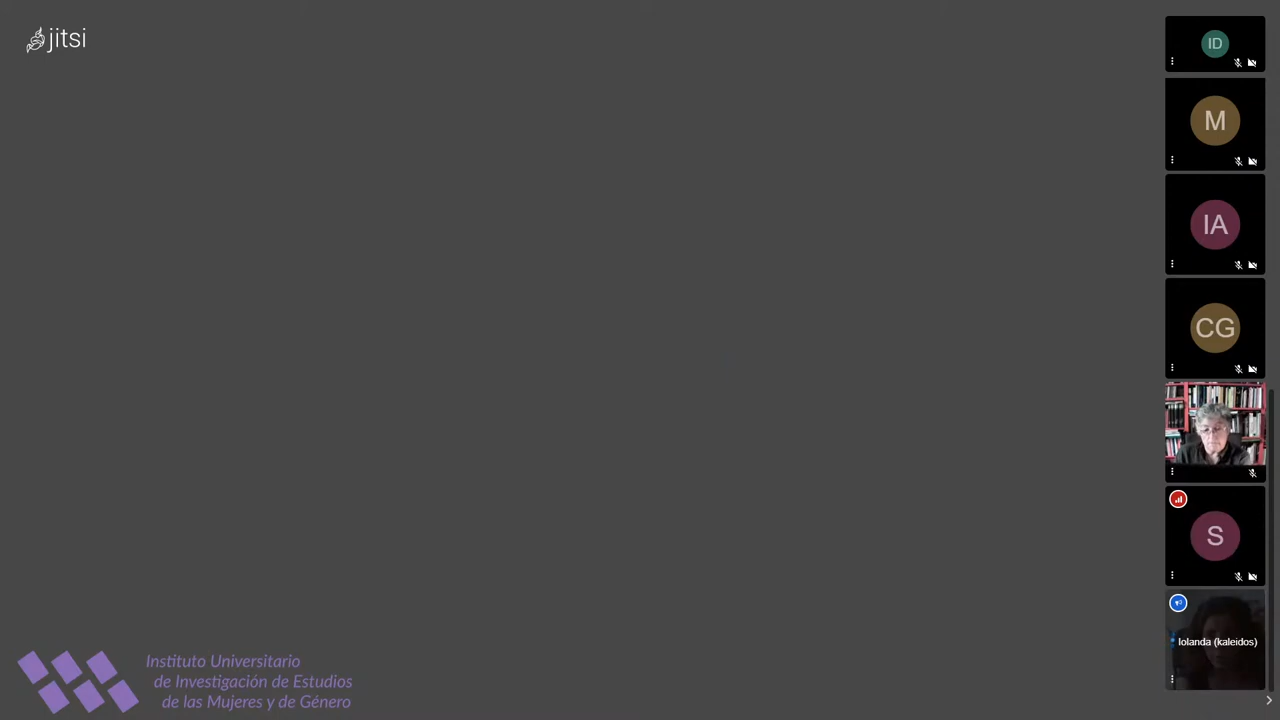 jitsi
ID
M
IA
CG
S
Iolanda (kaleidos)
Instituto Universitario
de Investigación de Estudios
de las Mujeres y de Género